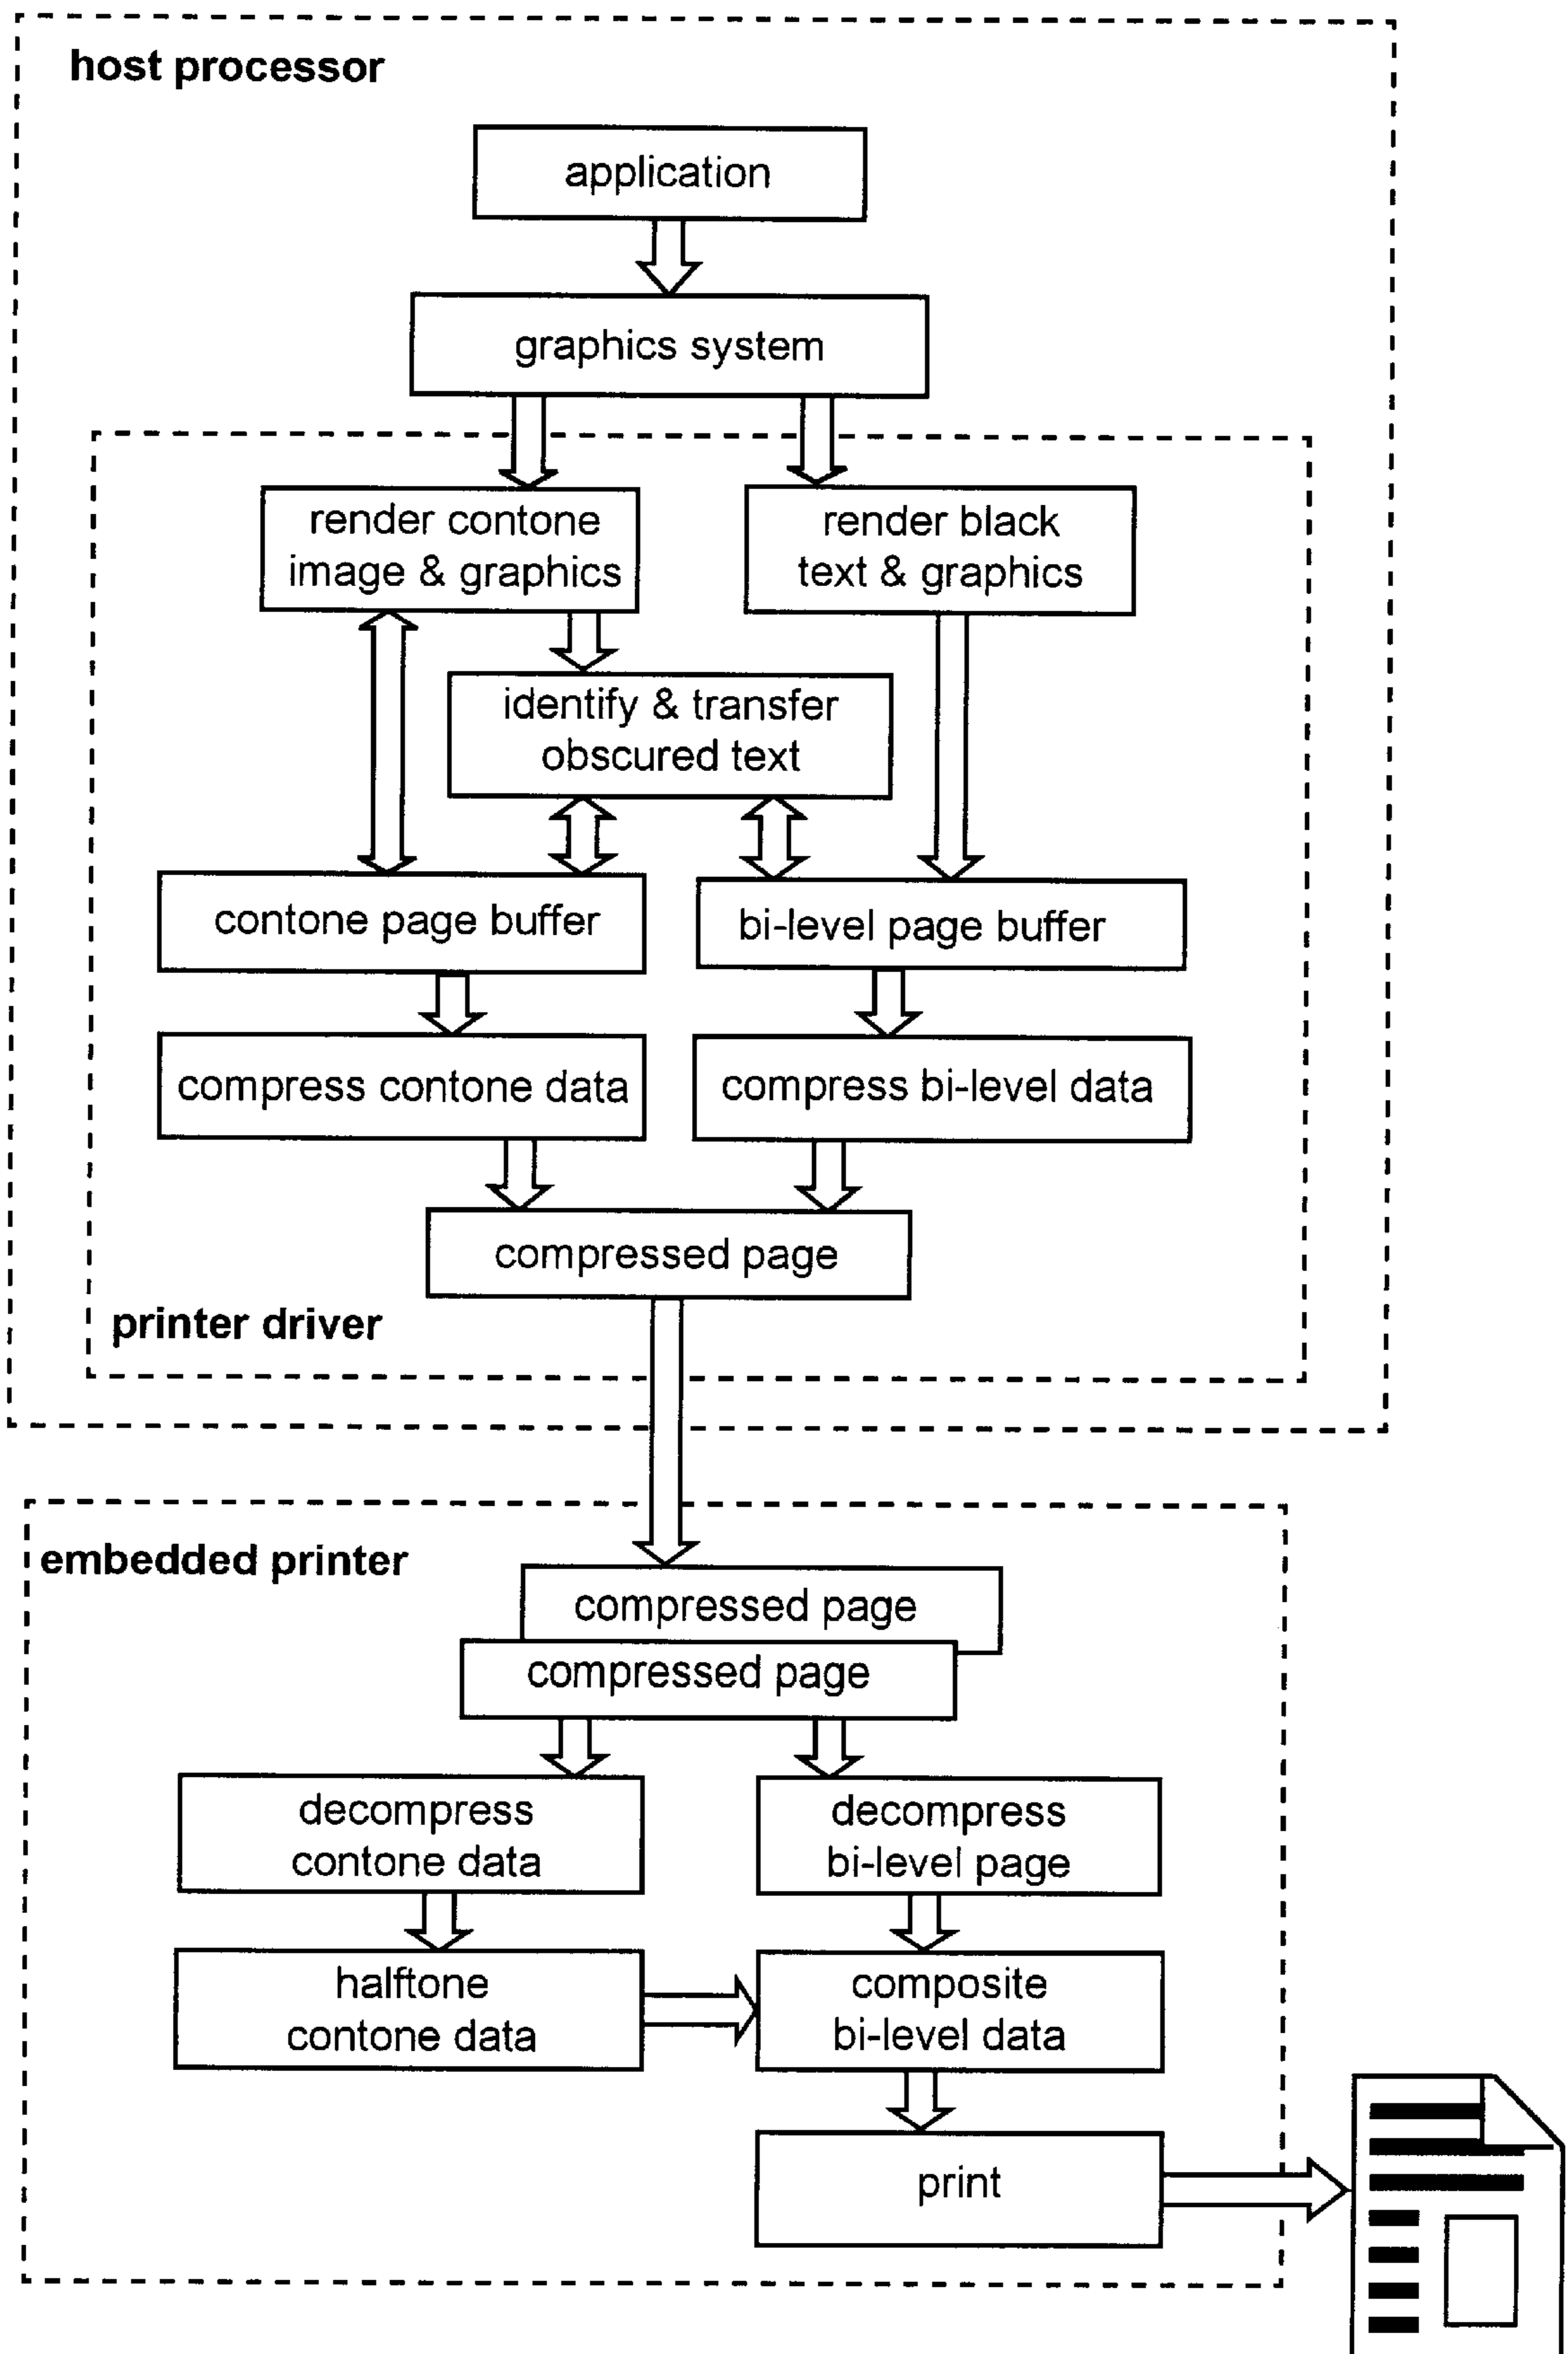 host processor
application
graphics system
render contone
image & graphics
render black
text & graphics
identify & transfer
obscured text
contone page buffer
bi-level page buffer
compress contone data
compress bi-level data
compressed page
printer driver
embedded printer
compressed page
compressed page
decompress
contone data
decompress
bi-level page
halftone
contone data
composite
bi-level data
print